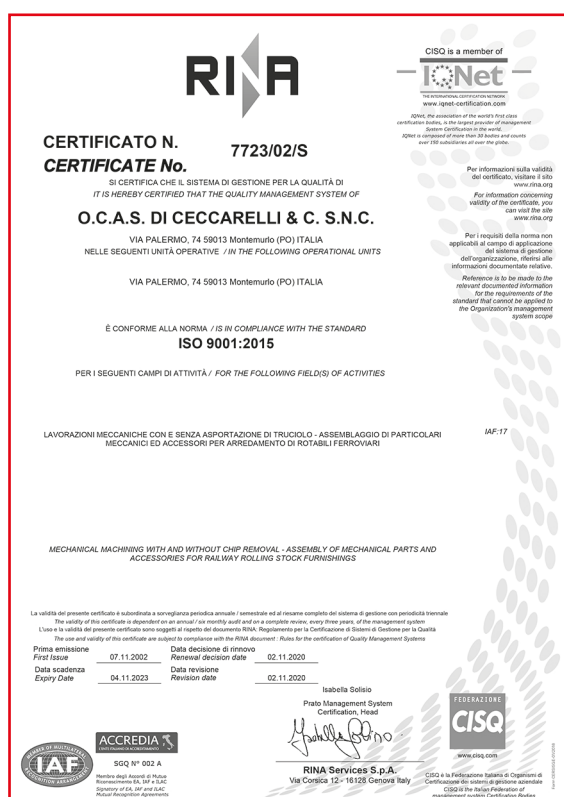 RINA
CISQ is a member of
IQNet
THE INTERNATIONAL CERTIFICATION NETWORK
www.iqnet-certification.com
IQNet, the association of the world's first class
certification bodies, is the largest provider of management
System Certification in the world.
IQNet is composed of more than 30 bodies and counts
over 150 subsidiaries all over the globe.
CERTIFICATO N.
CERTIFICATE No.
7723/02/S
SI CERTIFICA CHE IL SISTEMA DI GESTIONE PER LA QUALITÀ DI
IT IS HEREBY CERTIFIED THAT THE QUALITY MANAGEMENT SYSTEM OF
O.C.A.S. DI CECCARELLI & C. S.N.C.
VIA PALERMO, 74 59013 Montemurlo (PO) ITALIA
NELLE SEGUENTI UNITÀ OPERATIVE / IN THE FOLLOWING OPERATIONAL UNITS
VIA PALERMO, 74 59013 Montemurlo (PO) ITALIA
Per informazioni sulla validità
del certificato, visitare il sito
www.rina.org
For information concerning
validity of the certificate, you
can visit the site
www.rina.org
Per i requisiti della norma non
applicabili al campo di applicazione
del sistema di gestione
dell'organizzazione, riferirsi alle
informazioni documentate relative.
Reference is to be made to the
relevant documented information
for the requirements of the
standard that cannot be applied to
the Organization's management
system scope
È CONFORME ALLA NORMA / IS IN COMPLIANCE WITH THE STANDARD
ISO 9001:2015
PER I SEGUENTI CAMPI DI ATTIVITÀ / FOR THE FOLLOWING FIELD(S) OF ACTIVITIES
IAF:17
LAVORAZIONI MECCANICHE CON E SENZA ASPORTAZIONE DI TRUCIOLO - ASSEMBLAGGIO DI PARTICOLARI
MECCANICI ED ACCESSORI PER ARREDAMENTO DI ROTABILI FERROVIARI
MECHANICAL MACHINING WITH AND WITHOUT CHIP REMOVAL - ASSEMBLY OF MECHANICAL PARTS AND
ACCESSORIES FOR RAILWAY ROLLING STOCK FURNISHINGS
La validità del presente certificato è subordinata a sorveglianza periodica annuale / semestrale ed al riesame completo del sistema di gestione con periodicità triennale
The validity of this certificate is dependent on an annual / six monthly audit and on a complete review, every three years, of the management system
L'uso e la validità del presente certificato sono soggetti al rispetto del documento RINA: Regolamento per la Certificazione di Sistemi di Gestione per la Qualità
The use and validity of this certificate are subject to compliance with the RINA document : Rules for the certification of Quality Management Systems
Prima emissione
First Issue
07.11.2002
Data decisione di rinnovo
Renewal decision date
02.11.2020
Data scadenza
Expiry Date
04.11.2023
Data revisione
Revision date
02.11.2020
Isabella Solisio
Prato Management System
Certification, Head
RINA Services S.p.A.
Via Corsica 12 - 16128 Genova Italy
MEMBER OF MULTILATERAL
IAF
RECOGNITION ARRANGEMENT
ACCREDIA
L'ENTE ITALIANO DI ACCREDITAMENTO
SGQ N° 002 A
Membro degli Accordi di Mutuo
Riconoscimento EA, IAF e ILAC
Signatory of EA, IAF and ILAC
Mutual Recognition Agreements
FEDERAZIONE
CISQ
www.cisq.com
CISQ è la Federazione Italiana di Organismi di
Certificazione dei sistemi di gestione aziendale
CISQ is the Italian Federation of
management system Certification Bodies